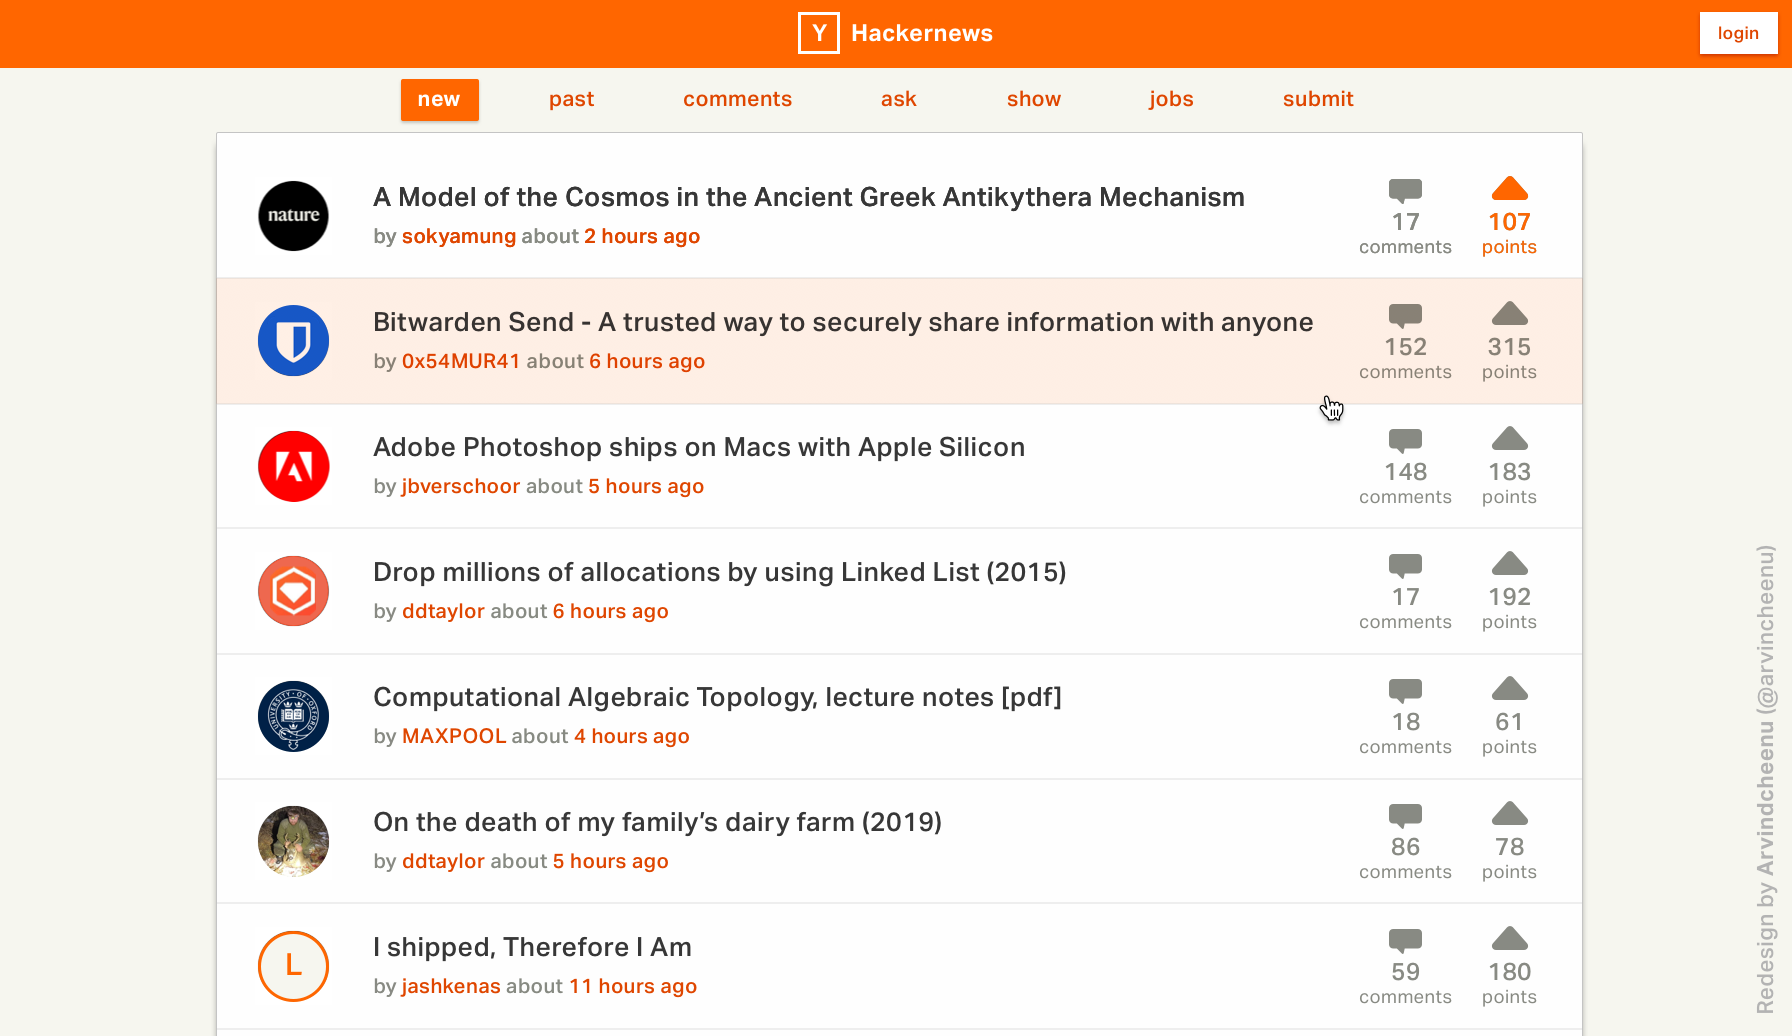 Y Hackernews
login
new past comments ask show jobs submit
nature
A Model of the Cosmos in the Ancient Greek Antikythera Mechanism
by sokyamung about 2 hours ago
17
comments
107
points
Bitwarden Send - A trusted way to securely share information with anyone
by 0x54MUR41 about 6 hours ago
152
comments
315
points
Adobe Photoshop ships on Macs with Apple Silicon
by jbverschoor about 5 hours ago
148
comments
183
points
Drop millions of allocations by using Linked List (2015)
by ddtaylor about 6 hours ago
17
comments
192
points
UNIVERSITY OF OXFORD
Computational Algebraic Topology, lecture notes [pdf]
by MAXPOOL about 4 hours ago
18
comments
61
points
On the death of my family’s dairy farm (2019)
by ddtaylor about 5 hours ago
86
comments
78
points
L
I shipped, Therefore I Am
by jashkenas about 11 hours ago
59
comments
180
points
Redesign by Arvindcheenu (@arvincheenu)